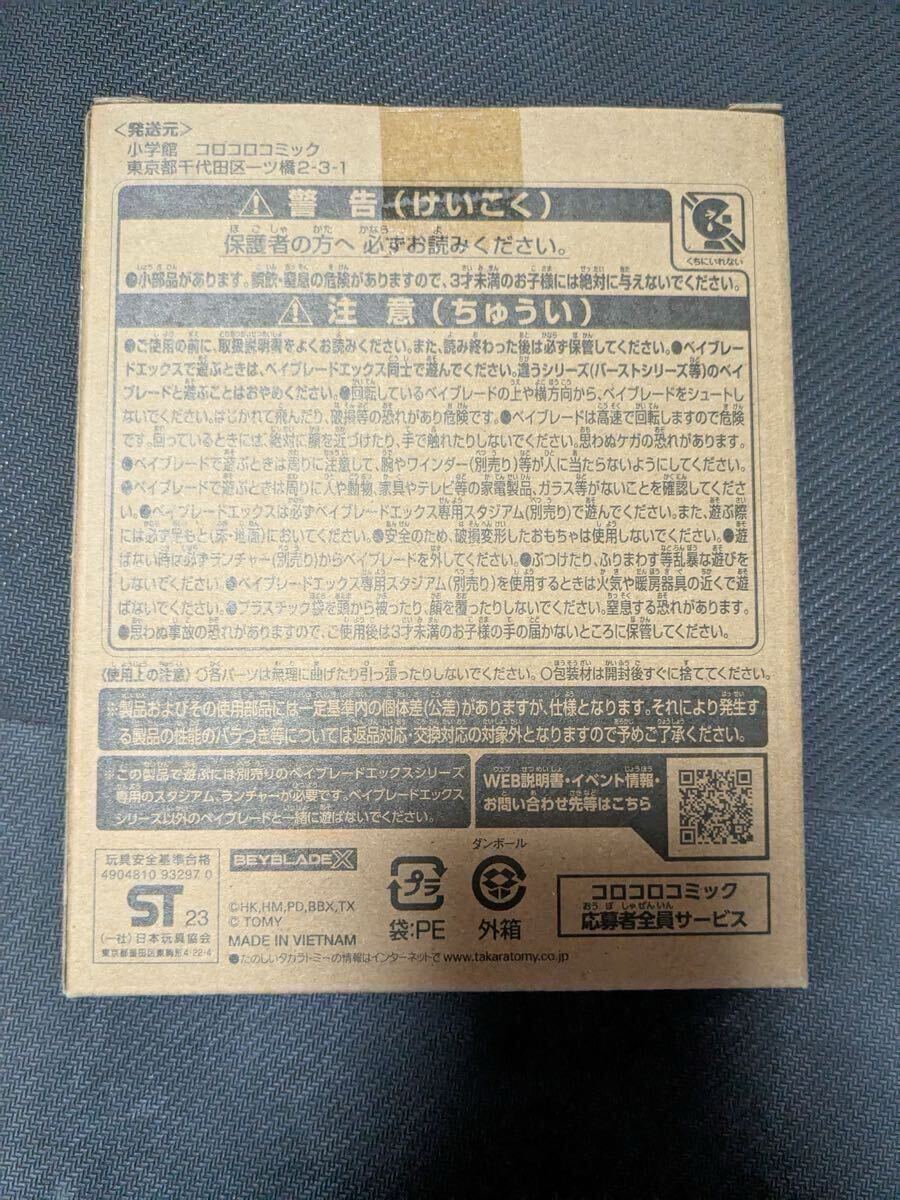 <発送元>
小学館 コロコロコミック
東京都千代田区一ツ橋2-3-1
警告(けいこく)
くちにいれない
保護者の方へ 必ずお読みください。
●小部品があります。誤飲・窒息の危険がありますので、3才未満のお子様には絶対に与えないでください。
注意(ちゅうい)
●ご使用の前に、取扱説明書をよくお読みください。また、読み終わった後は必ず保管してください。●ベイブレー
ドエックスで遊ぶときは、ベイブレードエックス同士で遊んでください。違うシリーズ(バーストシリーズ等)のベイ
ブレードと遊ぶことはおやめください。●回転しているベイブレードの上や横方向から、ベイブレードをシュートし
ないでください。はじかれて飛んだり、破損等の恐れがあり危険です。●ベイブレードは高速で回転しますので危険
です。回っているときには、絶対に顔を近づけたり、手で触れたりしないでください。思わぬケガの恐れがあります。
●ベイブレードで遊ぶときは周りに注意して、腕やワインダー(別売り)等が人に当たらないようにしてください。
●ベイブレードで遊ぶときは周りに人や動物、家具やテレビ等の家電製品、ガラス等がないことを確認してくださ
い。●ベイブレードエックスは必ずベイブレードエックス専用スタジアム(別売り)で遊んでください。また、遊ぶ際
には必ず足もと(床・地面)においてください。●安全のため、破損変形したおもちゃは使用しないでください。●遊
ばない時は必ずランチャー(別売り)からベイブレードを外してください。●ぶつけたり、ふりまわす等乱暴な遊びを
しないでください。●ベイブレードエックス専用スタジアム(別売り)を使用するときは火気や暖房器具の近くで遊
ばないでください。●プラスチック袋を頭から被ったり、顔を覆ったりしないでください。窒息する恐れがあります。
●思わぬ事故の恐れがありますので、ご使用後は3才未満のお子様の手の届かないところに保管してください。
〈使用上の注意〉○各パーツは無理に曲げたり引っ張ったりしないでください。○包装材は開封後すぐに捨ててください。
※製品およびその使用部品には一定基準内の個体差(公差)がありますが、仕様となります。それにより発生す
る製品の性能のバラつき等については返品対応・交換対応の対象外となりますので予めご了承ください。
※この製品で遊ぶには別売りのベイブレードエックスシリーズ
専用のスタジアム、ランチャーが必要です。ベイブレードエックス
シリーズ以外のベイブレードと一緒に遊ばないでください。
WEB説明書・イベント情報・
お問い合わせ先等はこちら
玩具安全基準合格
4904810 93297 0
ST 23
(一社)日本玩具協会
東京都墨田区東駒形4-22-4
BEYBLADE X
©HK,HM,PD,BBX,TX
© TOMY
MADE IN VIETNAM
●たのしいタカラトミーの情報はインターネットで www.takaratomy.co.jp
プラ
袋:PE
ダンボール
外箱
コロコロコミック
応募者全員サービス